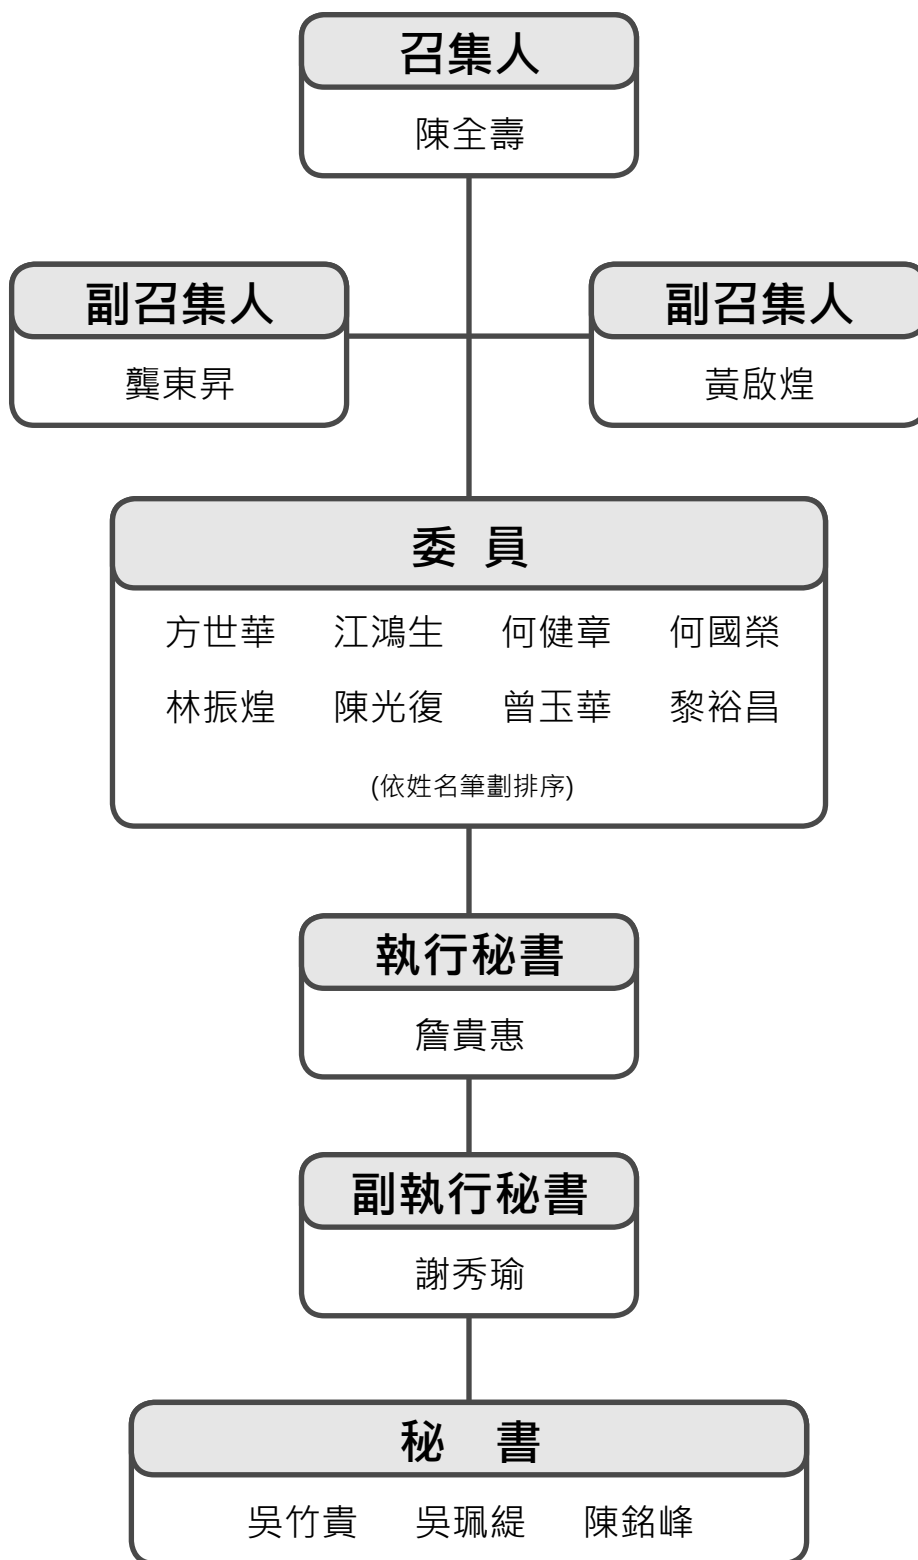 召集人
陳全壽
副召集人
龔東昇
副召集人
黃啟煌
委 員
方世華 江鴻生 何健章 何國榮
林振煌 陳光復 曾玉華 黎裕昌
(依姓名筆劃排序)
執行秘書
詹貴惠
副執行秘書
謝秀瑜
秘 書
吳竹貴 吳珮緹 陳銘峰